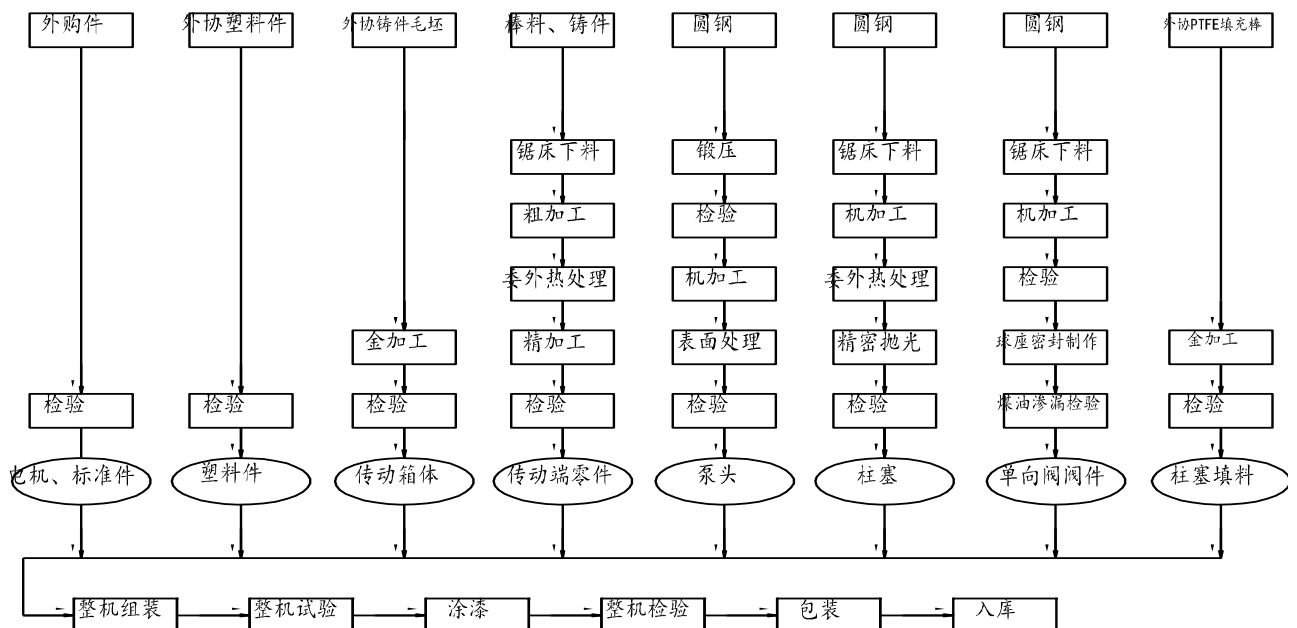 外购件 外协塑料件 外协铸件毛坯 棒料、铸件 圆钢 圆钢 圆钢 外协PTFE填充棒
锯床下料 锻压 锯床下料 锯床下料
粗加工 检验 机加工 机加工
委外热处理 机加工 委外热处理 检验
金加工 精加工 表面处理 精密抛光 球座密封制作 金加工
检验 检验 检验 检验 检验 检验 煤油渗漏检验 检验
电机、标准件 塑料件 传动箱体 传动端零件 泵头 柱塞 单向阀阀件 柱塞填料
整机组装 整机试验 涂漆 整机检验 包装 入库